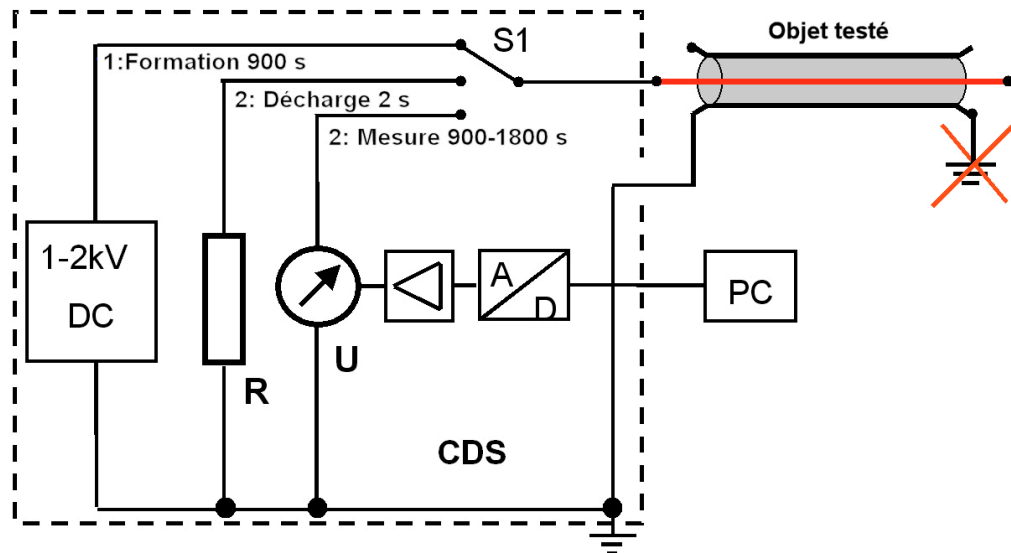 S1
Objet testé
1:Formation 900 s
2: Décharge 2 s
2: Mesure 900-1800 s
1-2kV
DC
R
U
A
D
PC
CDS